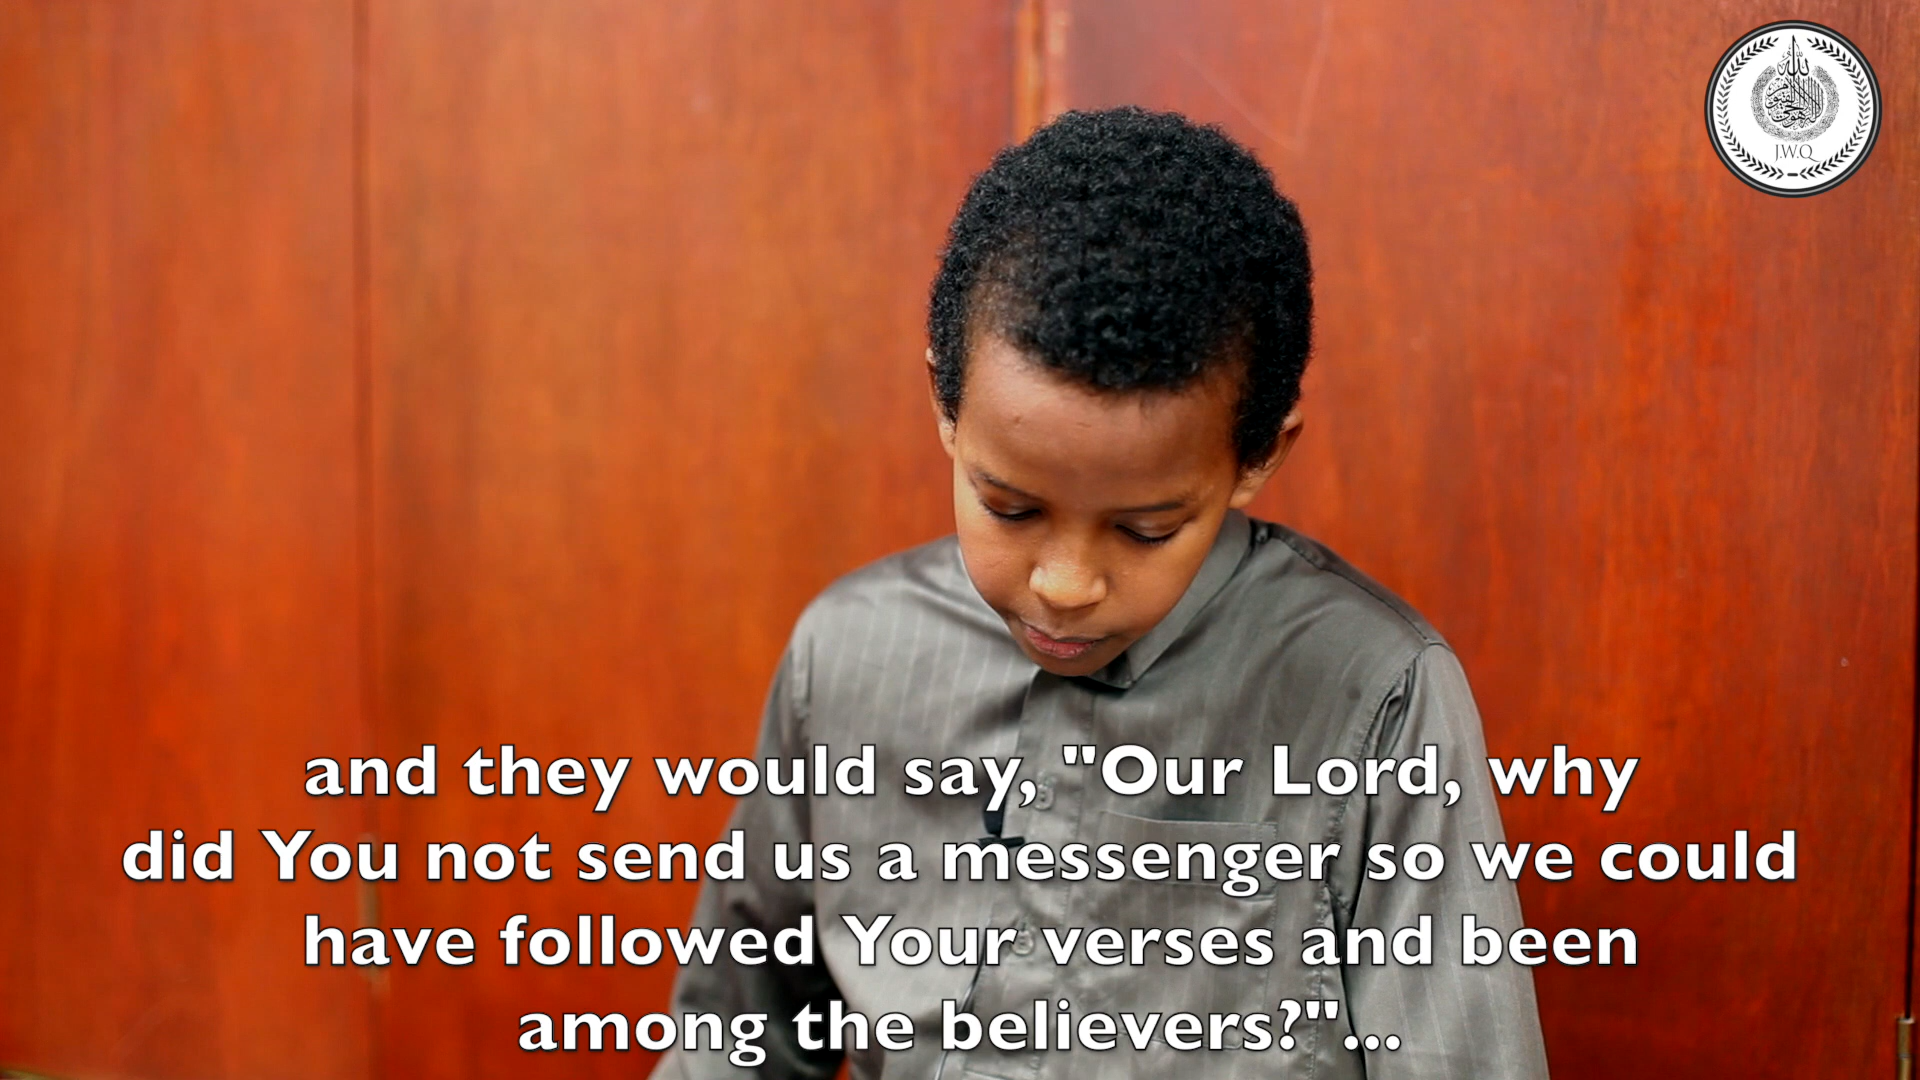 J.W.Q
and they would say, "Our Lord, why
did You not send us a messenger so we could
have followed Your verses and been
among the believers?"...